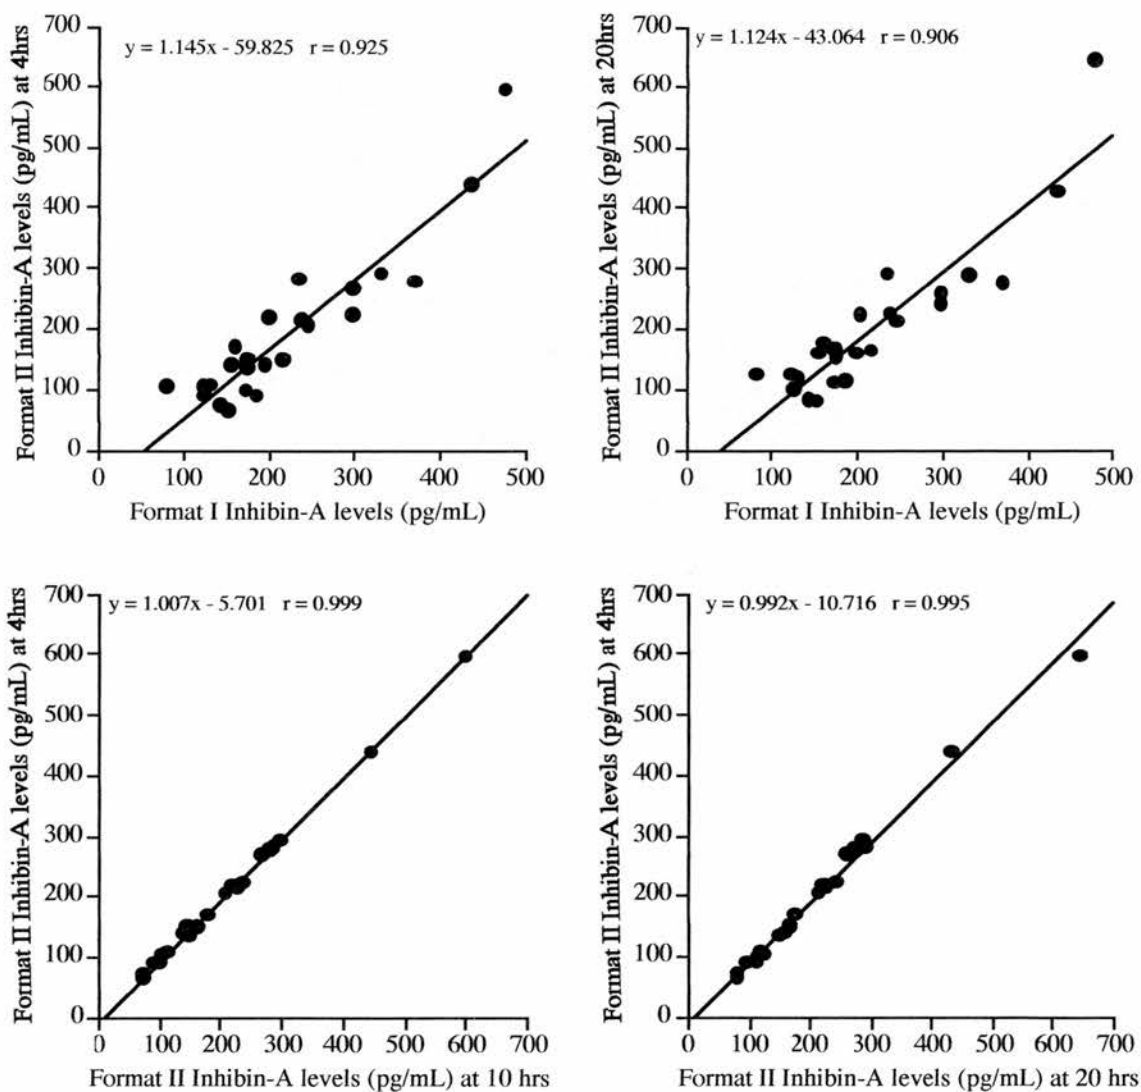 y = 1.145x - 59.825 r = 0.925
Format II Inhibin-A levels (pg/mL) at 4hrs
700
600
500
400
300
200
100
0
0 100 200 300 400 500
Format I Inhibin-A levels (pg/mL)
y = 1.124x - 43.064 r = 0.906
Format II Inhibin-A levels (pg/mL) at 20hrs
700
600
500
400
300
200
100
0
0 100 200 300 400 500
Format I Inhibin-A levels (pg/mL)
y = 1.007x - 5.701 r = 0.999
Format II Inhibin-A levels (pg/mL) at 4hrs
700
600
500
400
300
200
100
0
0 100 200 300 400 500 600 700
Format II Inhibin-A levels (pg/mL) at 10 hrs
y = 0.992x - 10.716 r = 0.995
Format II Inhibin-A levels (pg/mL) at 4hrs
700
600
500
400
300
200
100
0
0 100 200 300 400 500 600 700
Format II Inhibin-A levels (pg/mL) at 20 hrs